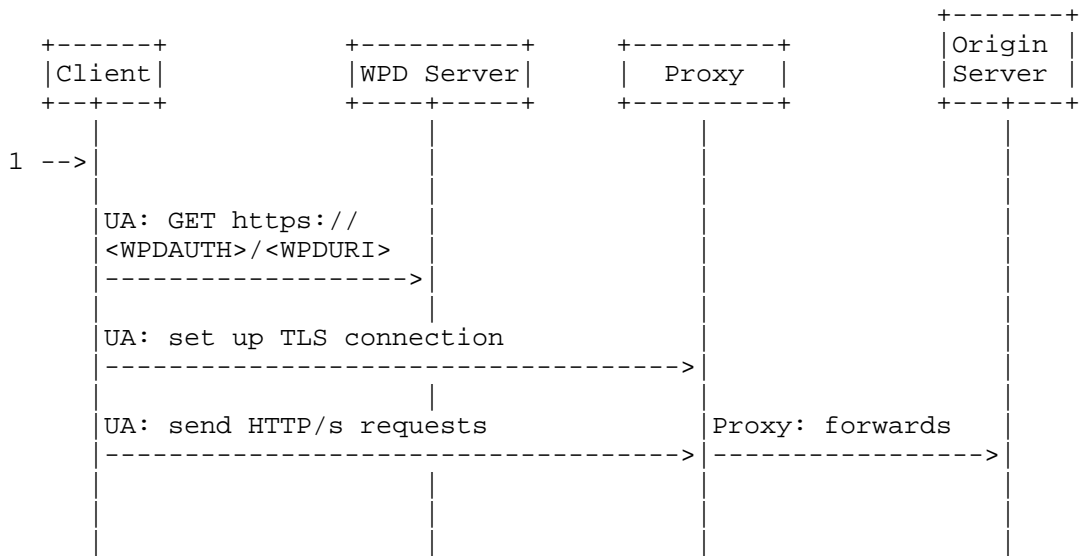 +-------+
  +------+           +----------+     +---------+         |Origin |
  |Client|           |WPD Server|     |  Proxy  |         |Server |
  +--+---+           +----+-----+     +---------+         +---+---+
1 -->|
UA: GET https://
<WPDAUTH>/<WPDURI>
------------------->
UA: set up TLS connection
------------------------------------>
UA: send HTTP/s requests |Proxy: forwards
------------------------------------>|----------------->